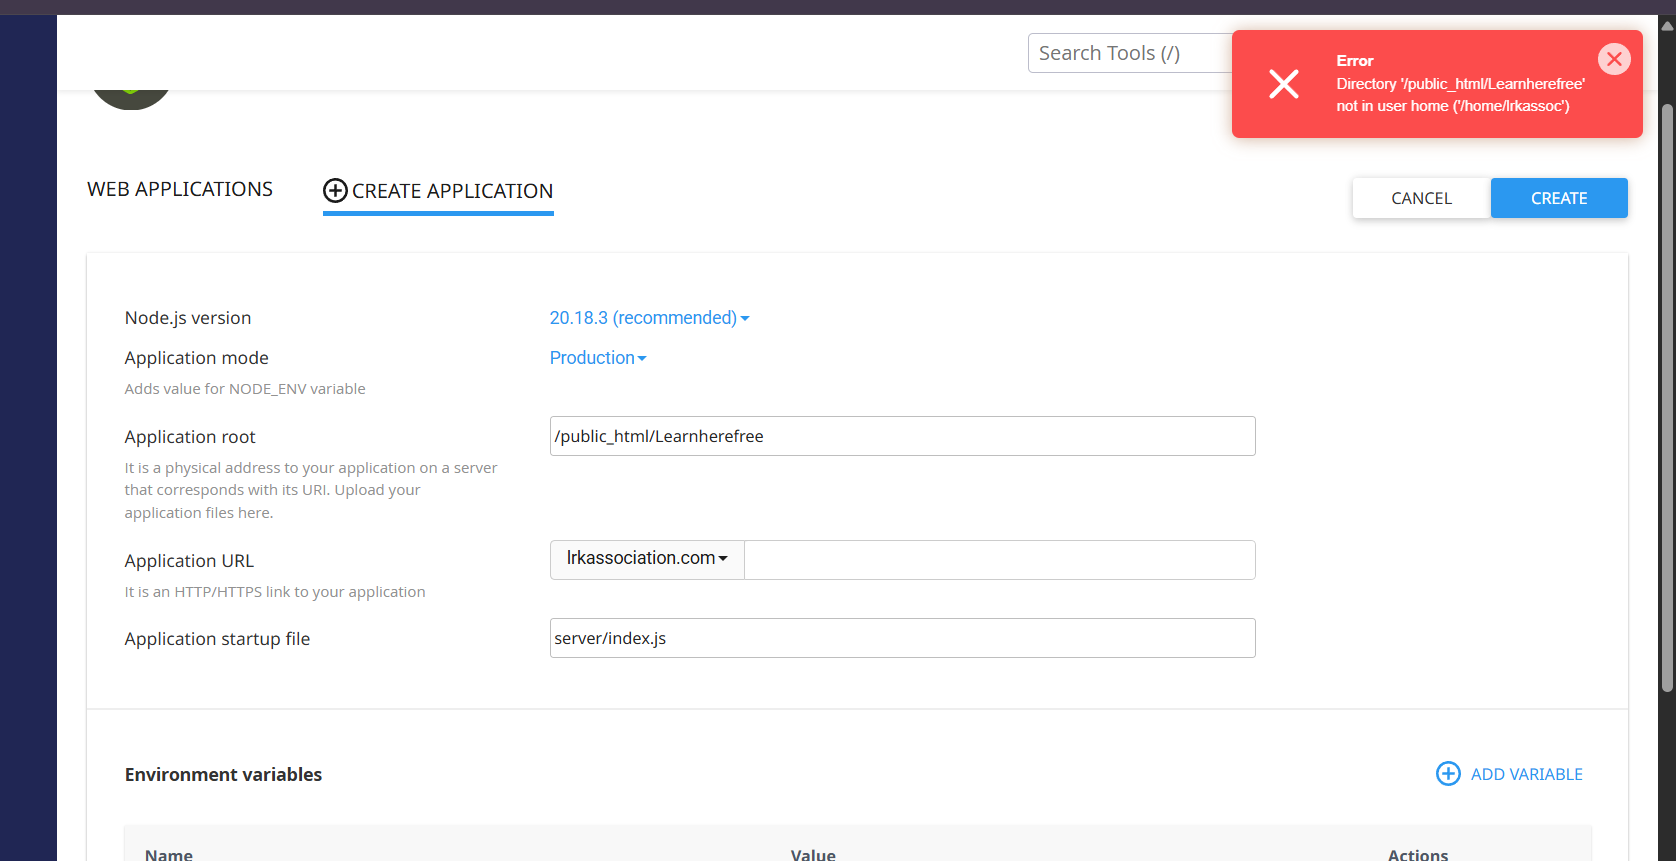 Search Tools (/)
Error
Directory '/public_html/Learnherefree'
not in user home ('/home/lrkassoc')
WEB APPLICATIONS
CREATE APPLICATION
CANCEL
CREATE
Node.js version
20.18.3 (recommended)
Application mode
Production
Adds value for NODE_ENV variable
Application root
/public_html/Learnherefree
It is a physical address to your application on a server
that corresponds with its URI. Upload your
application files here.
Application URL
lrkassociation.com
It is an HTTP/HTTPS link to your application
Application startup file
server/index.js
Environment variables
ADD VARIABLE
Name
Value
Actions